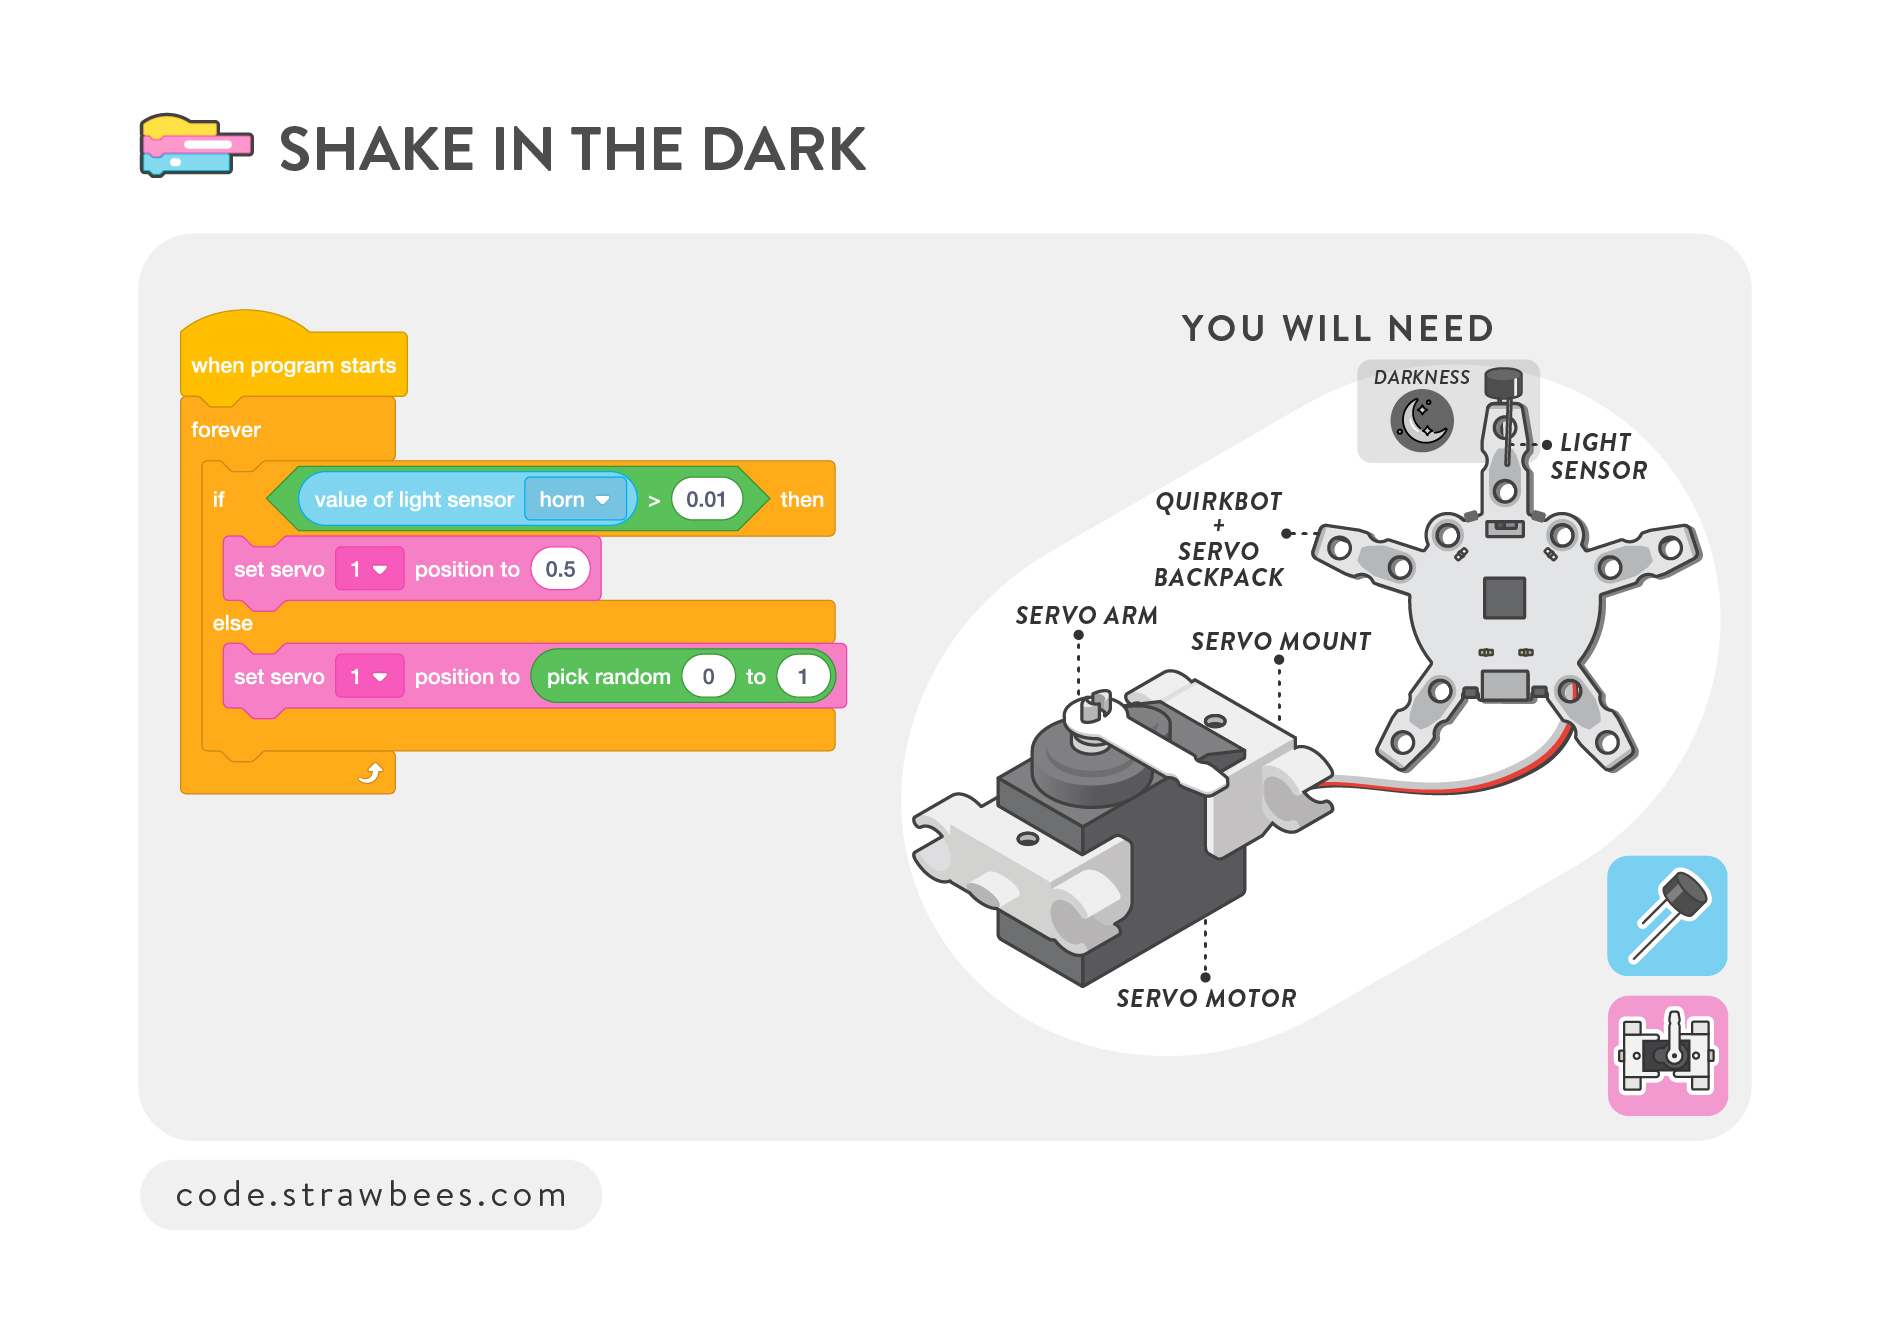 SHAKE IN THE DARK
when program starts
forever
if value of light sensor horn > 0.01 then
set servo 1 position to 0.5
else
set servo 1 position to pick random 0 to 1
YOU WILL NEED
DARKNESS
LIGHT
SENSOR
QUIRKBOT
+
SERVO
BACKPACK
SERVO ARM
SERVO MOUNT
SERVO MOTOR
code.strawbees.com